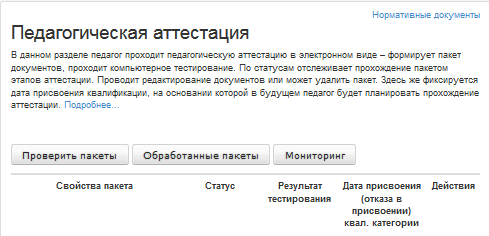 Нормативные документы
Педагогическая аттестация
В данном разделе педагог проходит педагогическую аттестацию в электронном виде – формирует пакет
документов, проходит компьютерное тестирование. По статусам отслеживает прохождение пакетом
этапов аттестации. Проводит редактирование документов или может удалить пакет. Здесь же фиксируется
дата присвоения квалификации, на основании которой в будущем педагог будет планировать прохождение
аттестации. Подробнее...
Проверить пакеты Обработанные пакеты Мониторинг
Свойства пакета Статус Результат Дата присвоения Действия
тестирования (отказа в
присвоении)
квал. категории